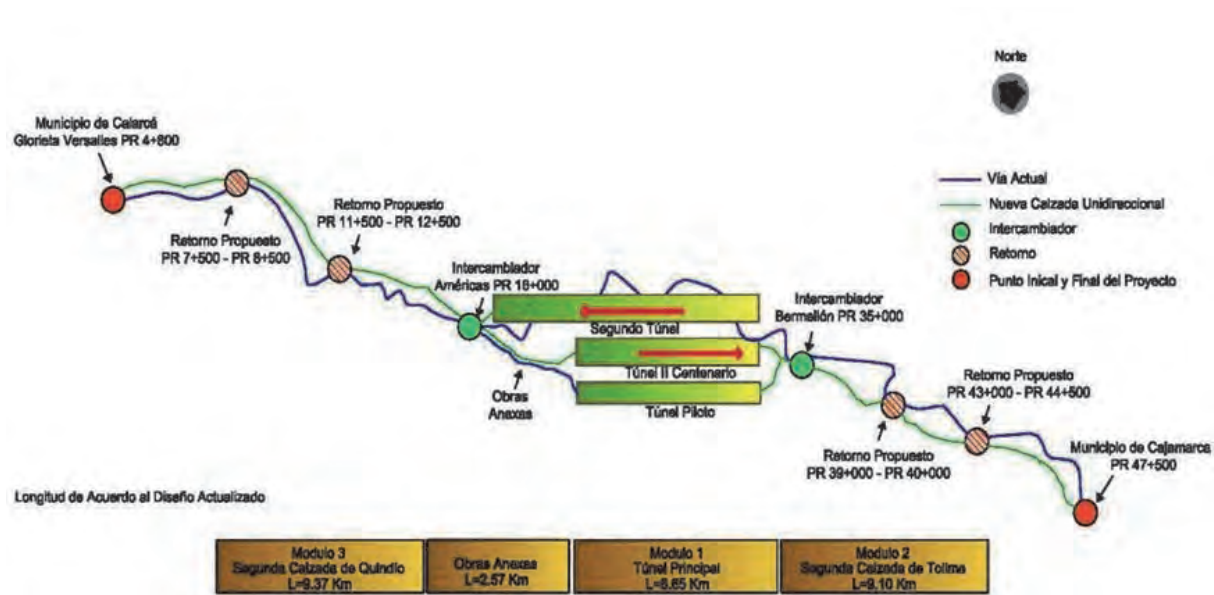 Norte
Municipio de Calarcá
Glorieta Versalles PR 4+800
Vía Actual
Nueva Calzada Unidireccional
Intercambiador
Retorno
Punto Inical y Final del Proyecto
Retorno Propuesto
PR 11+500 - PR 12+500
Retorno Propuesto
PR 7+500 - PR 8+500
Intercambiador
Américas PR 16+000
Intercambiador
Bermellón PR 35+000
Segundo Túnel
Túnel II Centenario
Túnel Piloto
Obras
Anexas
Retorno Propuesto
PR 43+000 - PR 44+500
Retorno Propuesto
PR 39+000 - PR 40+000
Municipio de Cajamarca
PR 47+500
Longitud de Acuerdo al Diseño Actualizado
Modulo 3
Segunda Calzada de Quindío
L=9.37 Km
Obras Anexas
L=2.57 Km
Modulo 1
Túnel Principal
L=8.65 Km
Modulo 2
Segunda Calzada de Tolima
L=9.10 Km